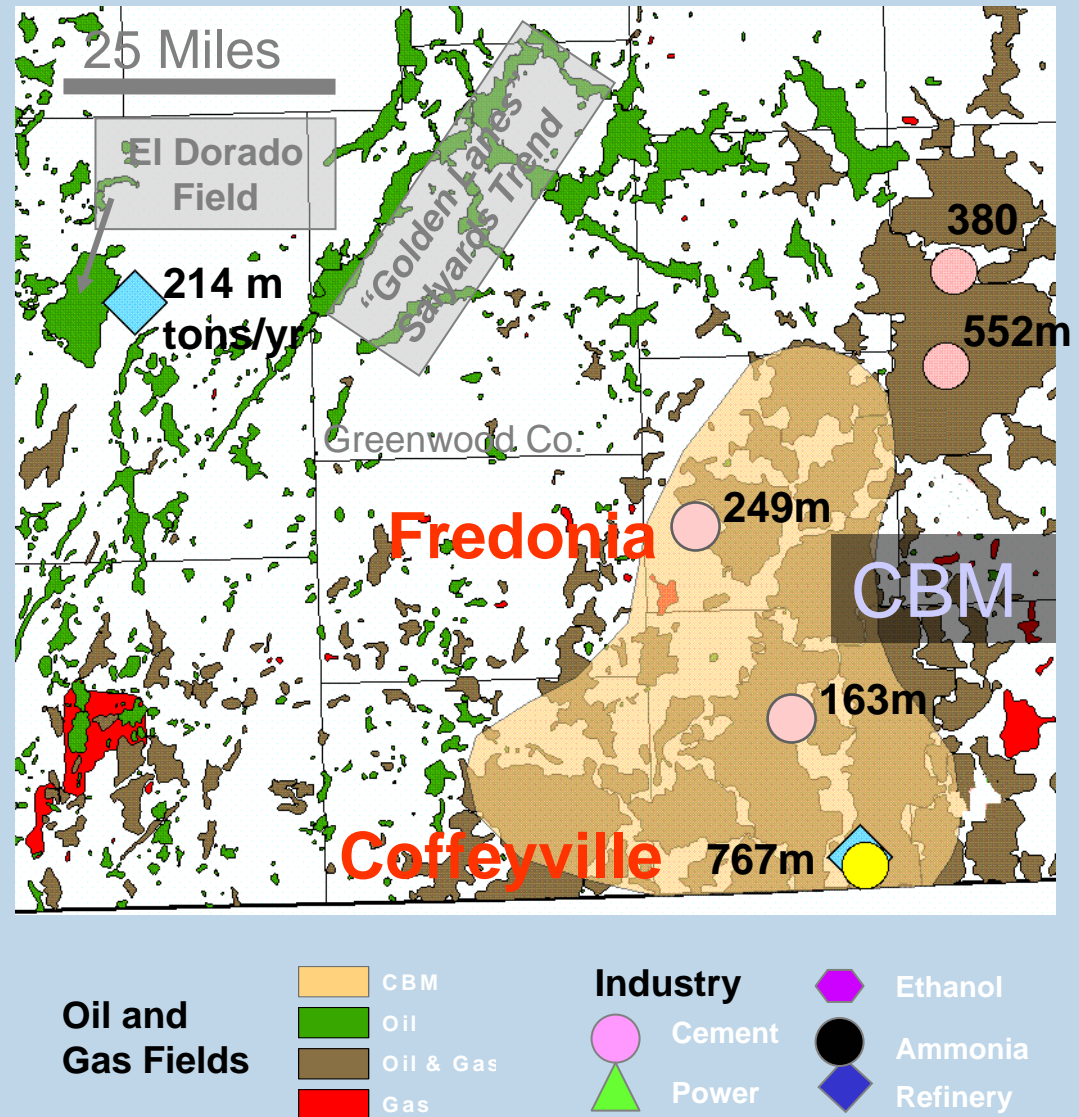 25 Miles
El Dorado
Field
“Golden Lanes”.
Salyards Trend
214 m
tons/yr
380
552m
Greenwood Co.
249m
Fredonia
CBM
163m
Coffeyville
767m
Oil and
Gas Fields
CBM
Oil
Oil & Gas
Gas
Industry
Cement
Power
Ethanol
Ammonia
Refinery